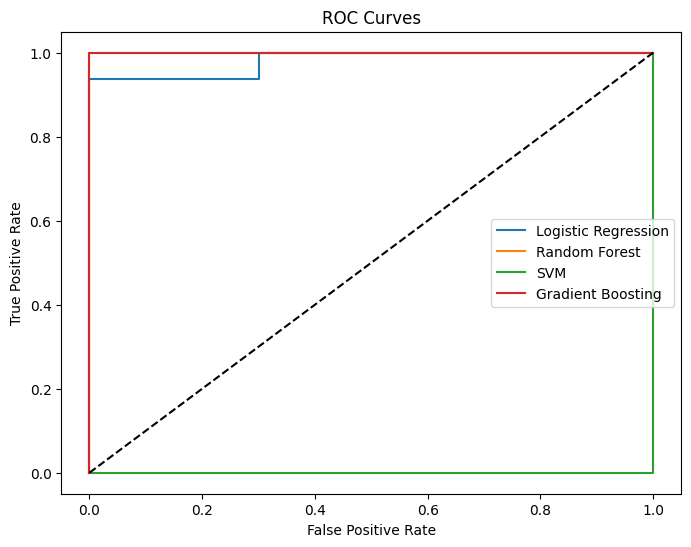 ROC Curves
1.0
0.8
0.6
0.4
0.2
0.0
True Positive Rate
Logistic Regression
Random Forest
SVM
Gradient Boosting
0.0 0.2 0.4 0.6 0.8 1.0
False Positive Rate